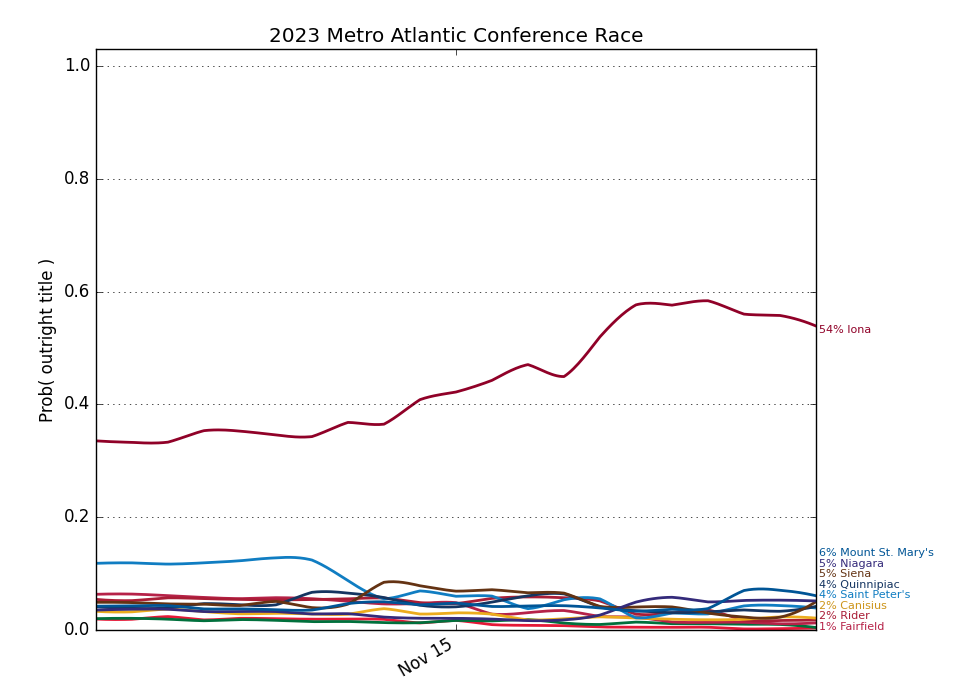 2023 Metro Atlantic Conference Race
1.0
0.8
0.6
0.4
0.2
0.0
Prob( outright title )
Nov 15
54% Iona
6% Mount St. Mary's
5% Niagara
5% Siena
4% Quinnipiac
4% Saint Peter's
2% Canisius
2% Rider
1% Fairfield